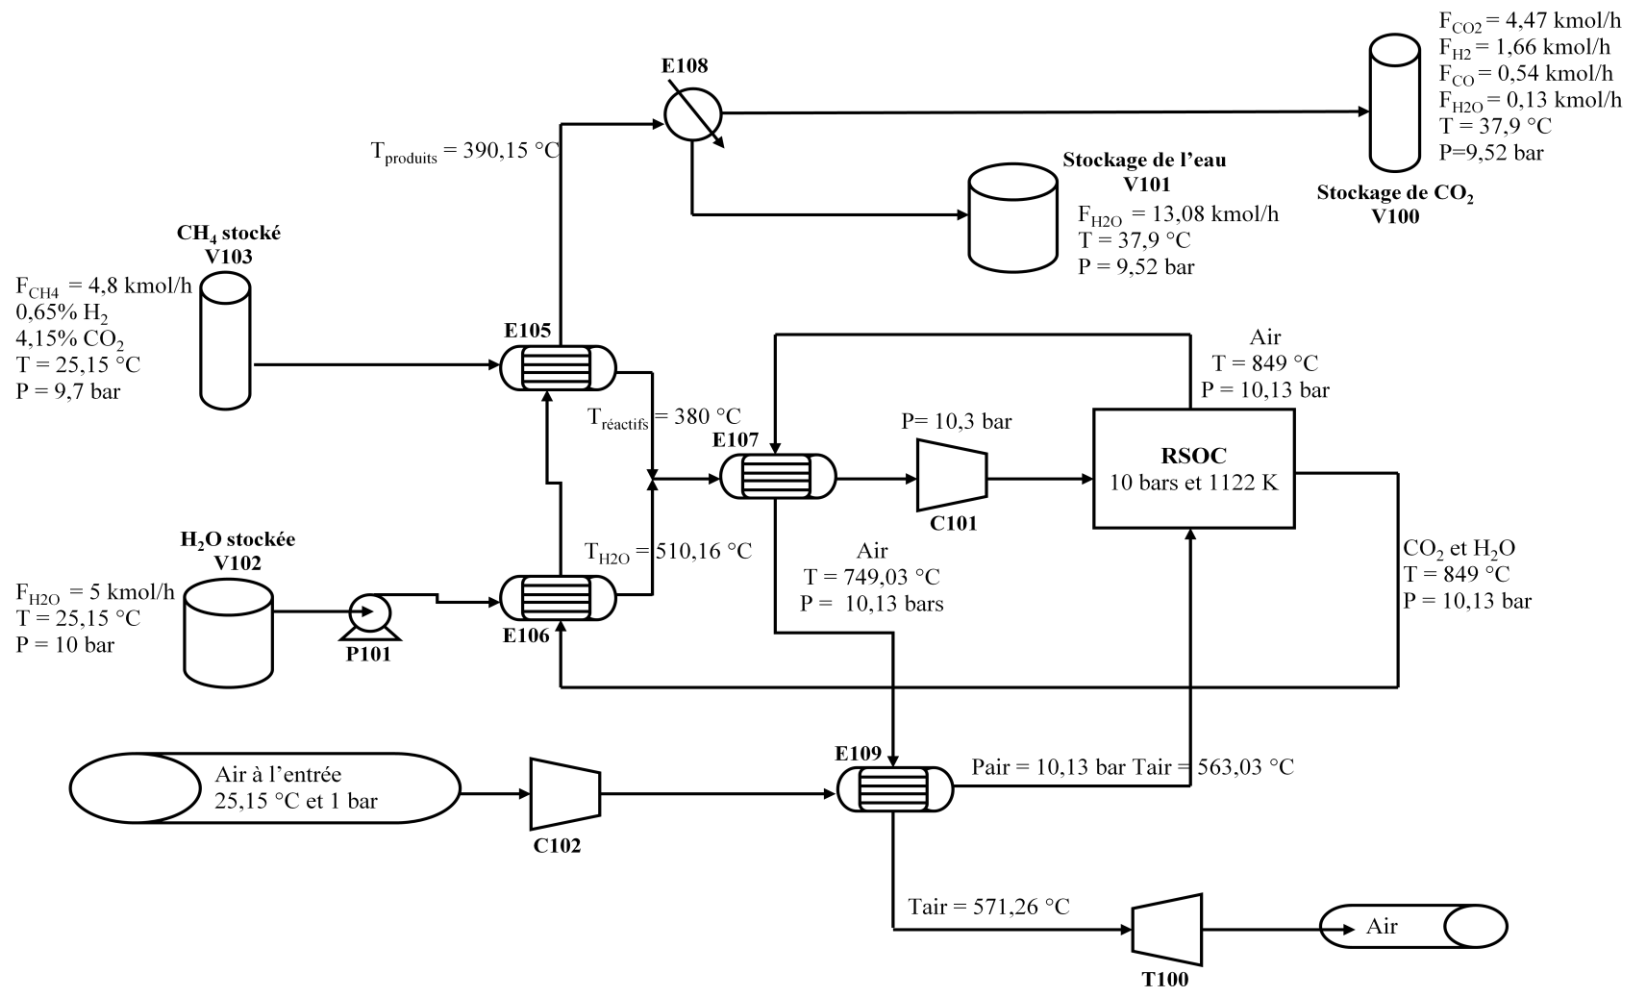 F_CO2 = 4,47 kmol/h
F_H2 = 1,66 kmol/h
F_CO = 0,54 kmol/h
F_H2O = 0,13 kmol/h
T = 37,9 °C
P=9,52 bar
Stockage de CO₂
V100
E108
T_produits = 390,15 °C
Stockage de l’eau
V101
F_H2O = 13,08 kmol/h
T = 37,9 °C
P = 9,52 bar
CH₄ stocké
V103
F_CH4 = 4,8 kmol/h
0,65% H₂
4,15% CO₂
T = 25,15 °C
P = 9,7 bar
E105
T_réactifs = 380 °C
E107
P= 10,3 bar
C101
Air
T = 849 °C
P = 10,13 bar
RSOC
10 bars et 1122 K
H₂O stockée
V102
F_H2O = 5 kmol/h
T = 25,15 °C
P = 10 bar
P101
E106
T_H2O = 510,16 °C
Air
T = 749,03 °C
P = 10,13 bars
CO₂ et H₂O
T = 849 °C
P = 10,13 bar
Air à l’entrée
25,15 °C et 1 bar
C102
E109
Pair = 10,13 bar Tair = 563,03 °C
Tair = 571,26 °C
T100
Air